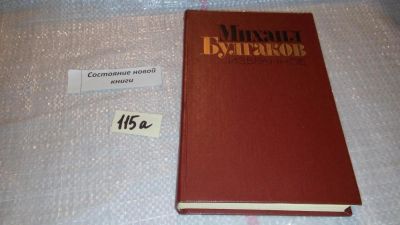 Состояние новой
книги
115а
Михаил
Булгаков
ИЗБРАННОЕ